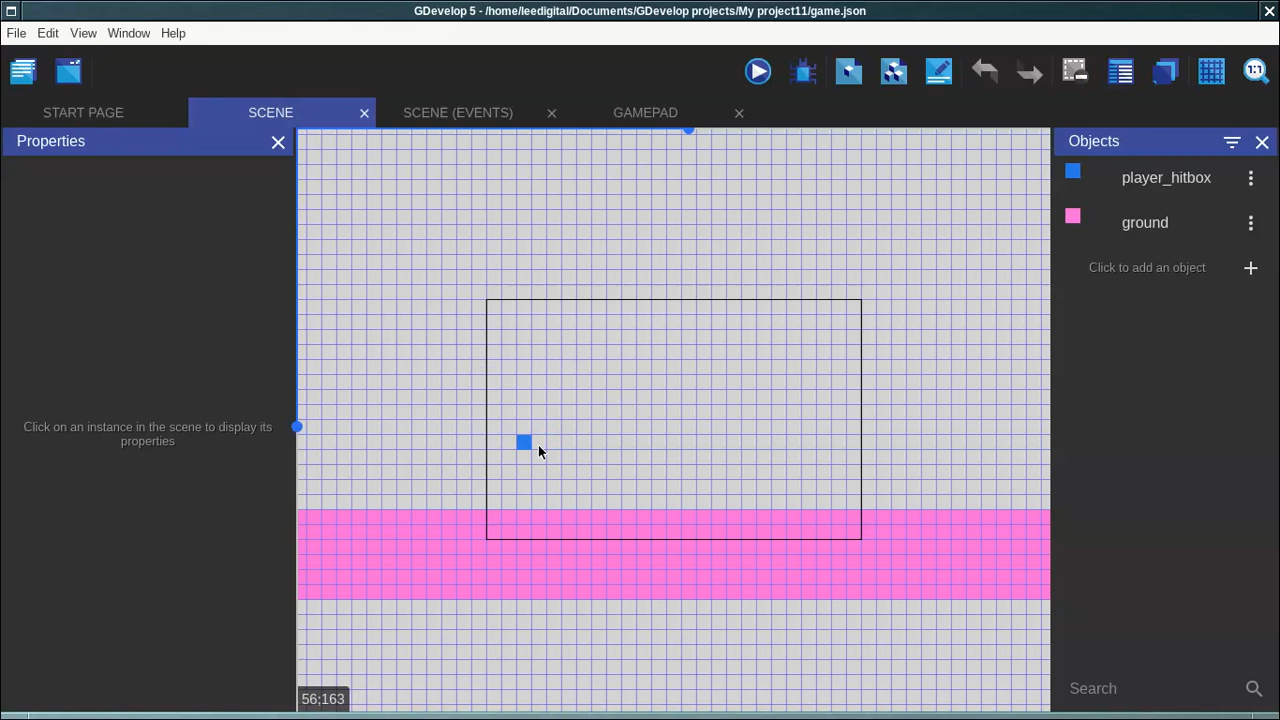 GDevelop 5 - /home/leedigital/Documents/GDevelop projects/My project11/game.json
File Edit View Window Help
1:1
START PAGE SCENE SCENE (EVENTS) GAMEPAD
Properties
Click on an instance in the scene to display its
properties
56;163
Objects
player_hitbox
ground
Click to add an object
Search